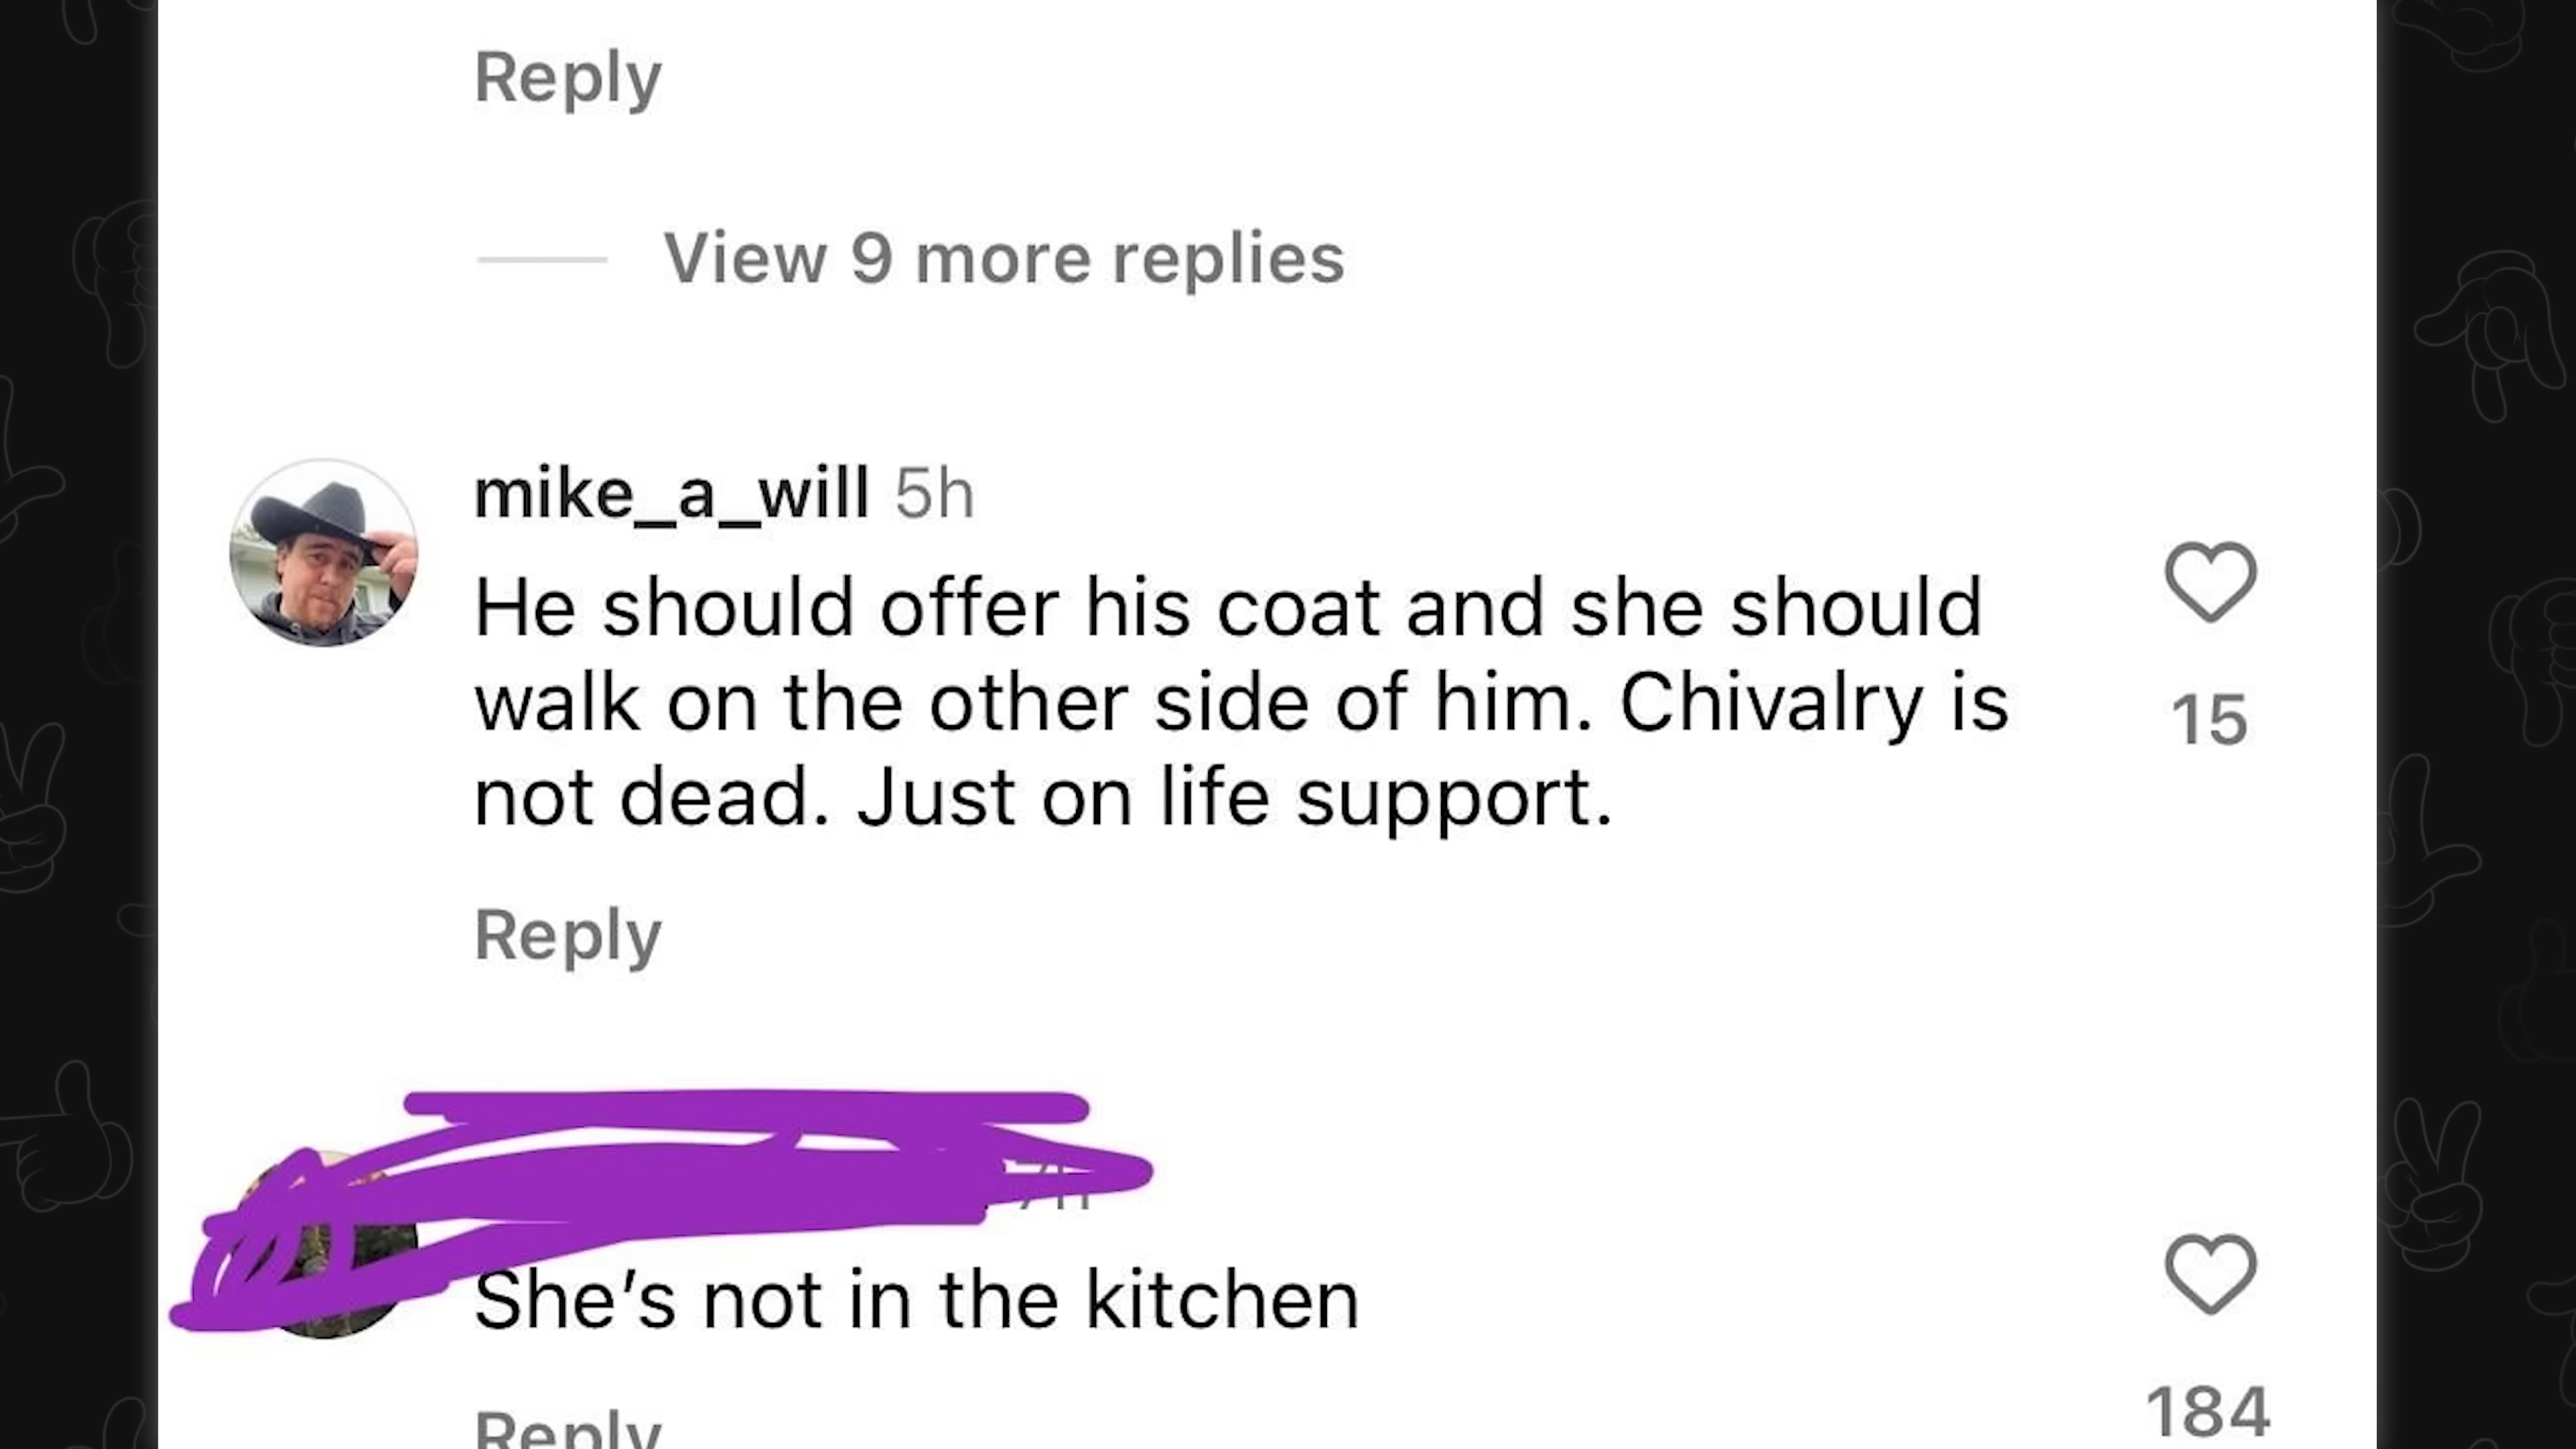 Reply
View 9 more replies
mike_a_will 5h
He should offer his coat and she should
walk on the other side of him. Chivalry is
not dead. Just on life support.
15
Reply
7h
She's not in the kitchen
184
Reply